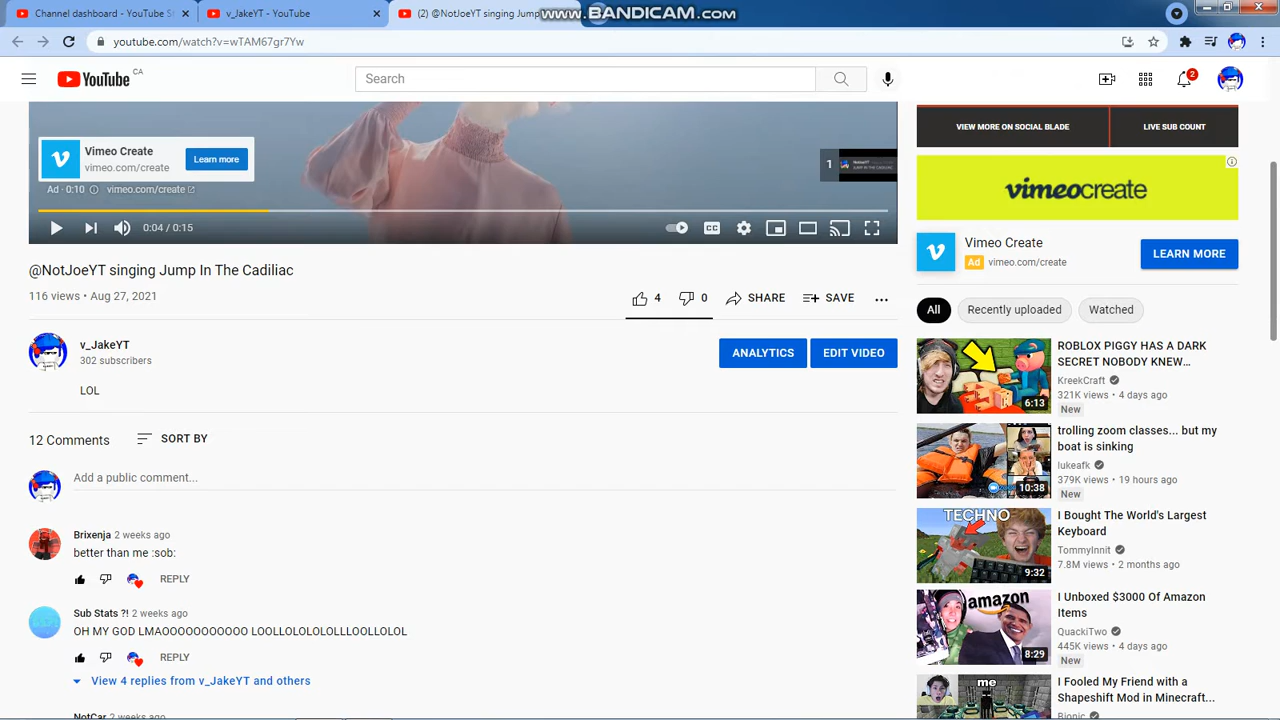 Channel dashboard - YouTube St
v_JakeYT - YouTube
(2) @NotJoeYT singing Jump
www.BANDICAM.com
youtube.com/watch?v=wTAM67gr7Yw
YouTube CA
Search
2
Vimeo Create
vimeo.com/create
Learn more
Ad · 0:10
vimeo.com/create
1
0:04 / 0:15
CC
@NotJoeYT singing Jump In The Cadiliac
116 views • Aug 27, 2021
4
0
SHARE
SAVE
v_JakeYT
302 subscribers
ANALYTICS
EDIT VIDEO
LOL
12 Comments
SORT BY
Add a public comment...
Brixenja 2 weeks ago
better than me :sob:
REPLY
Sub Stats ?! 2 weeks ago
OH MY GOD LMAOOOOOOOOOOO LOOLLOLOLOLOLLLOOLLOLOL
REPLY
View 4 replies from v_JakeYT and others
NotCar 2 weeks ago
VIEW MORE ON SOCIAL BLADE
LIVE SUB COUNT
vimeocreate
Vimeo Create
Ad vimeo.com/create
LEARN MORE
All
Recently uploaded
Watched
6:13
ROBLOX PIGGY HAS A DARK
SECRET NOBODY KNEW...
KreekCraft
321K views • 4 days ago
New
10:38
trolling zoom classes... but my
boat is sinking
lukeafk
379K views • 19 hours ago
New
TECHNO
9:32
I Bought The World's Largest
Keyboard
TommyInnit
7.8M views • 2 months ago
amazon
8:29
I Unboxed $3000 Of Amazon
Items
QuackiTwo
445K views • 4 days ago
New
me
I Fooled My Friend with a
Shapeshift Mod in Minecraft...
Bionic